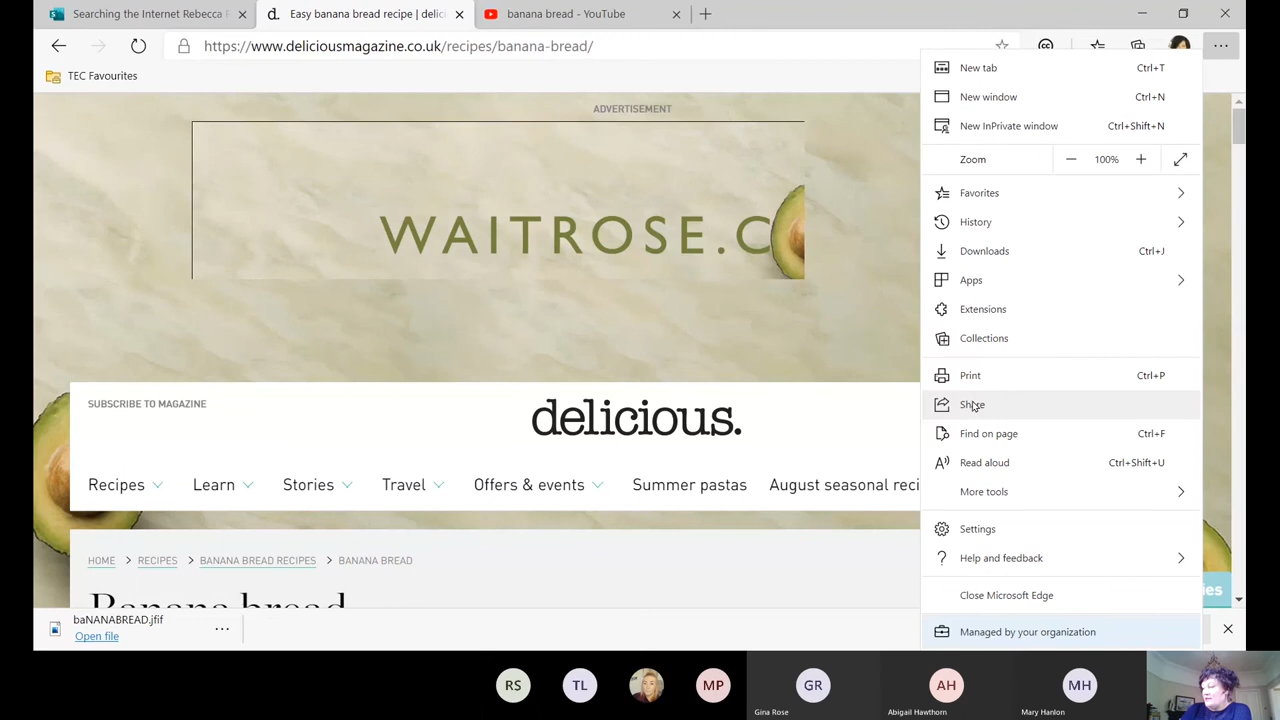 Searching the Internet Rebecca R
d. Easy banana bread recipe | delic
banana bread - YouTube
https://www.deliciousmagazine.co.uk/recipes/banana-bread/
TEC Favourites
ADVERTISEMENT
WAITROSE.C
SUBSCRIBE TO MAGAZINE
delicious.
Recipes
Learn
Stories
Travel
Offers & events
Summer pastas
August seasonal reci
HOME > RECIPES > BANANA BREAD RECIPES > BANANA BREAD
Banana bread
baNANABREAD.jfif
Open file
New tab Ctrl+T
New window Ctrl+N
New InPrivate window Ctrl+Shift+N
Zoom 100%
Favorites
History
Downloads Ctrl+J
Apps
Extensions
Collections
Print Ctrl+P
Share
Find on page Ctrl+F
Read aloud Ctrl+Shift+U
More tools
Settings
Help and feedback
Close Microsoft Edge
Managed by your organization
RS
TL
MP
GR
Gina Rose
AH
Abigail Hawthorn
MH
Mary Hanlon